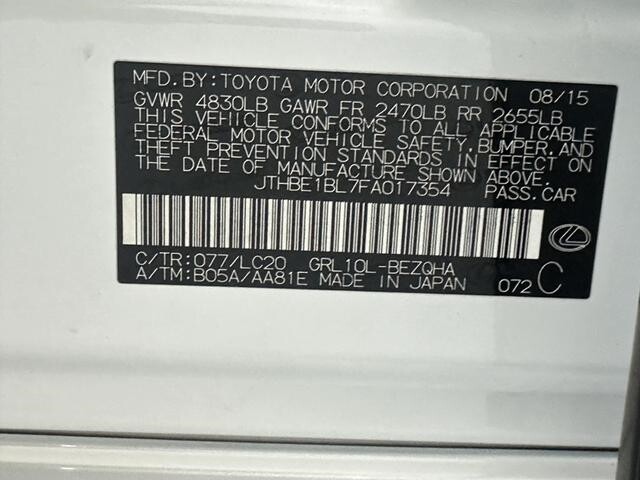 MFD. BY: TOYOTA MOTOR CORPORATION 08/15
GVWR 4830LB GAWR FR 2470LB RR 2655LB
THIS VEHICLE CONFORMS TO ALL APPLICABLE
FEDERAL MOTOR VEHICLE SAFETY, BUMPER, AND
THEFT PREVENTION STANDARDS IN EFFECT ON
THE DATE OF MANUFACTURE SHOWN ABOVE.
JTHBE1BL7FA017354 PASS. CAR
C/TR: 077/LC20 GRL10L-BEZQHA
A/TM: B05A/AA81E MADE IN JAPAN 072 C